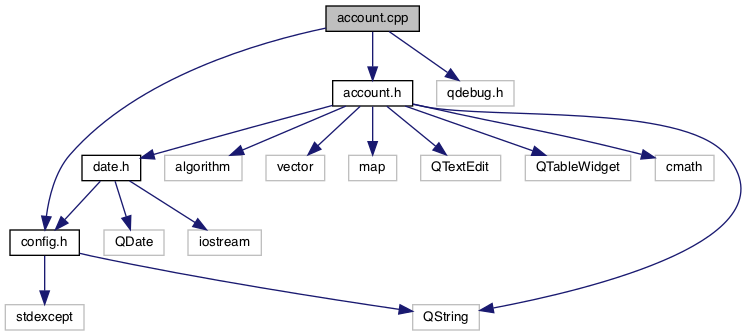 account.cpp
account.h
qdebug.h
date.h
algorithm
vector
map
QTextEdit
QTableWidget
cmath
config.h
QDate
iostream
stdexcept
QString